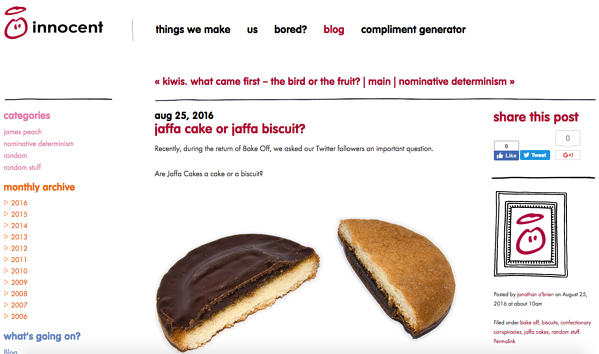 innocent
things we make us bored? blog compliment generator
« kiwis. what came first – the bird or the fruit? | main | nominative determinism »
categories
james peach
nominative determinism
random
random stuff
monthly archive
2016
2015
2014
2013
2012
2011
2010
2009
2008
2007
2006
what's going on?
Blog
aug 25, 2016
jaffa cake or jaffa biscuit?
Recently, during the return of Bake Off, we asked our Twitter followers an important question.
Are Jaffa Cakes a cake or a biscuit?
share this post
6
Like
Tweet
0
G+1
Posted by jonathan o'brien on August 25,
2016 at about 10am
Filed under bake off, biscuits, confectionary
conspiracies, jaffa cakes, random stuff.
Permalink